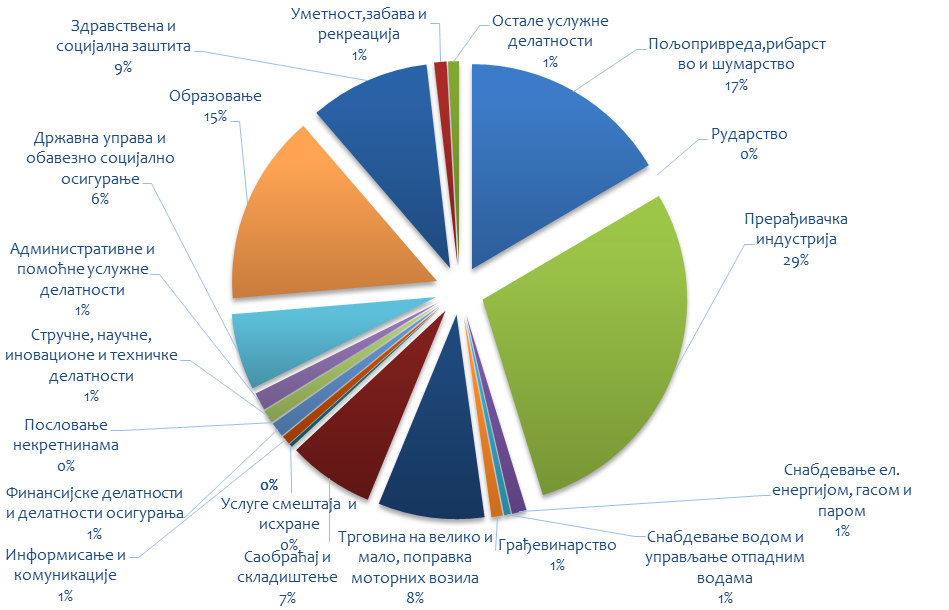 Уметност,забава и
рекреација
1%
Остале услужне
делатности
1%
Пољопривреда,рибарст
во и шумарство
17%
Рударство
0%
Прерађивачка
индустрија
29%
Снабдевање ел.
енергијом, гасом и
паром
1%
Снабдевање водом и
управљање отпадним
водама
1%
Грађевинарство
1%
Трговина на велико и
мало, поправка
моторних возила
8%
Саобраћај и
складиштење
7%
0%
Услуге смештаја и
исхране
0%
Информисање и
комуникације
1%
Финансијске делатности
и делатности осигурања
1%
Пословање
некретнинама
0%
Стручне, научне,
иновационе и техничке
делатности
1%
Административне и
помоћне услужне
делатности
1%
Државна управа и
обавезно социјално
осигурање
6%
Образовање
15%
Здравствена и
социјална заштита
9%